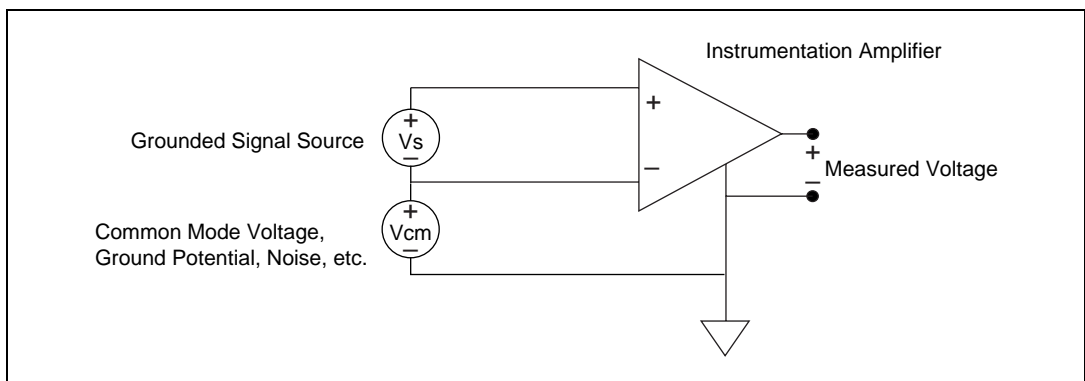 Instrumentation Amplifier
+
+
Grounded Signal Source
Vs
−
−
+
Measured Voltage
−
+
Common Mode Voltage,
Vcm
Ground Potential, Noise, etc.
−